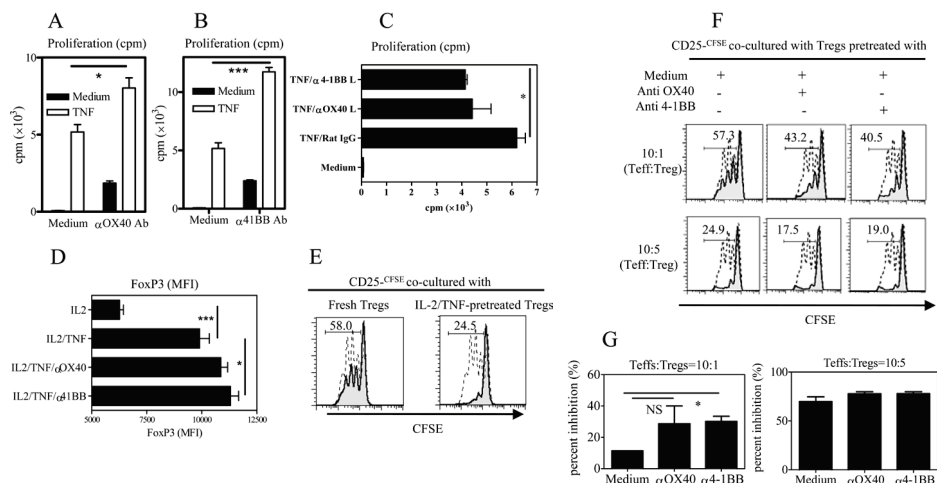 A
Proliferation (cpm)
*
Medium
TNF
cpm (×10³)
10
5
0
Medium αOX40 Ab
B
Proliferation (cpm)
***
cpm (×10³)
10
5
0
Medium α41BB Ab
C
Proliferation (cpm)
TNF/α4-1BB L
TNF/αOX40 L
TNF/Rat IgG
Medium
*
0 1 2 3 4 5 6 7
cpm (×10³)
D
FoxP3 (MFI)
IL2
IL2/TNF
IL2/TNF/αOX40
IL2/TNF/α41BB
***
*
5000 7500 10000 12500
FoxP3 (MFI)
E
CD25-CFSE co-cultured with
Fresh Tregs IL-2/TNF-pretreated Tregs
58.0 24.5
CFSE
F
CD25-CFSE co-cultured with Tregs pretreated with
Medium + + +
Anti OX40 - + -
Anti 4-1BB - - +
10:1
(Teff:Treg)
57.3 43.2 40.5
10:5
(Teff:Treg)
24.9 17.5 19.0
CFSE
G
Teffs:Tregs=10:1
percent inhibition (%)
60
40
20
0
NS
*
Medium αOX40 α4-1BB
Teffs:Tregs=10:5
percent inhibition (%)
100
50
0
Medium αOX40 α4-1BB